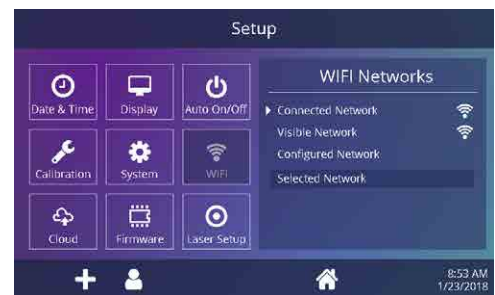 Setup
Date & Time
Display
Auto On/Off
Calibration
System
WiFi
Cloud
Firmware
Laser Setup
WIFI Networks
Connected Network
Visible Network
Configured Network
Selected Network
8:53 AM
1/23/2018